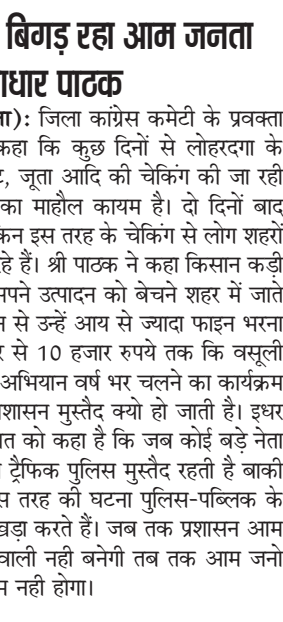 बिगड़ रहा आम जनता
पाठक
जिला कांग्रेस कमेटी के प्रवक्ता
कहा कि कुछ दिनों से लोहरदगा के
जूता आदि की चेकिंग की जा रही
का माहौल कायम है। दो दिनों बाद
इस तरह के चेकिंग से लोग शहरों
हैं। श्री पाठक ने कहा किसान कड़ी
उत्पादन को बेचने शहर में जाते
से उन्हें आय से ज्यादा फाइन भरना
से 10 हजार रुपये तक कि वसूली
अभियान वर्ष भर चलने का कार्यक्रम
मुस्तैद क्यो हो जाती है। इधर
को कहा है कि जब कोई बड़े नेता
ट्रैफिक पुलिस मुस्तैद रहती है बाकी
तरह की घटना पुलिस-पब्लिक के
खड़ा करते हैं। जब तक प्रशासन आम
वाली नही बनेगी तब तक आम जनो
नही होगा।